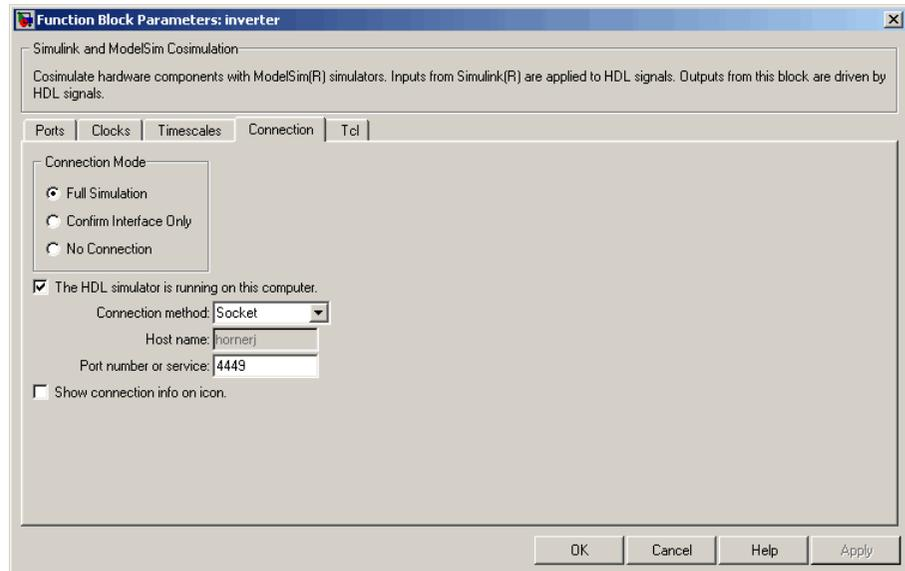 Function Block Parameters: inverter
Simulink and ModelSim Cosimulation
Cosimulate hardware components with ModelSim(R) simulators. Inputs from Simulink(R) are applied to HDL signals. Outputs from this block are driven by
HDL signals.
Ports Clocks Timescales Connection Tcl
Connection Mode
Full Simulation
Confirm Interface Only
No Connection
The HDL simulator is running on this computer.
Connection method: Socket
Host name: hornerj
Port number or service: 4449
Show connection info on icon.
OK Cancel Help Apply